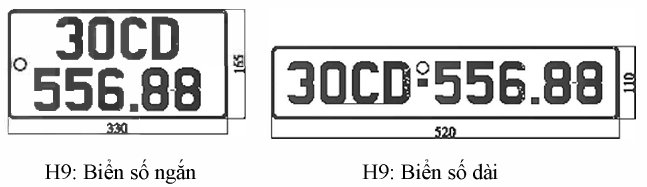 30CD
556.88
165
330
30CD-556.88
110
520
H9: Biển số ngắn
H9: Biển số dài